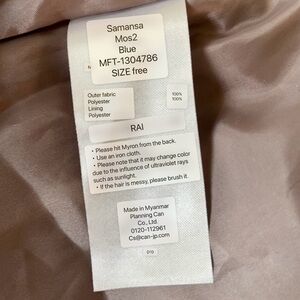 Samansa
Mos2
Blue
MFT-1304786
SIZE free
Outer fabric 100%
Polyester 100%
Lining
Polyester
RAI
• Please hit Myron from the back.
• Use an iron cloth.
• Please note that it may change color
due to the influence of ultraviolet rays
such as sunlight.
• If the hair is messy, please brush it.
Made in Myanmar
Planning Can
Co., Ltd.
0120-112961
Cs@can-jp.com